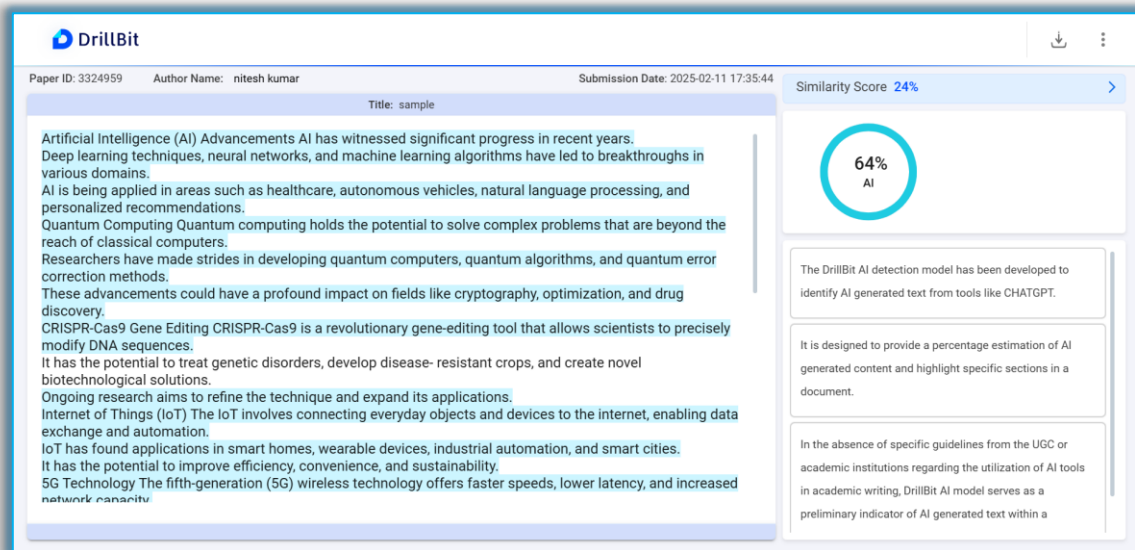 DrillBit
Paper ID: 3324959 Author Name: nitesh kumar Submission Date: 2025-02-11 17:35:44
Title: sample
Artificial Intelligence (AI) Advancements AI has witnessed significant progress in recent years.
Deep learning techniques, neural networks, and machine learning algorithms have led to breakthroughs in
various domains.
AI is being applied in areas such as healthcare, autonomous vehicles, natural language processing, and
personalized recommendations.
Quantum Computing Quantum computing holds the potential to solve complex problems that are beyond the
reach of classical computers.
Researchers have made strides in developing quantum computers, quantum algorithms, and quantum error
correction methods.
These advancements could have a profound impact on fields like cryptography, optimization, and drug
discovery.
CRISPR-Cas9 Gene Editing CRISPR-Cas9 is a revolutionary gene-editing tool that allows scientists to precisely
modify DNA sequences.
It has the potential to treat genetic disorders, develop disease- resistant crops, and create novel
biotechnological solutions.
Ongoing research aims to refine the technique and expand its applications.
Internet of Things (IoT) The IoT involves connecting everyday objects and devices to the internet, enabling data
exchange and automation.
IoT has found applications in smart homes, wearable devices, industrial automation, and smart cities.
It has the potential to improve efficiency, convenience, and sustainability.
5G Technology The fifth-generation (5G) wireless technology offers faster speeds, lower latency, and increased
network capacity.
Similarity Score 24%
64%
AI
The DrillBit AI detection model has been developed to
identify AI generated text from tools like CHATGPT.
It is designed to provide a percentage estimation of AI
generated content and highlight specific sections in a
document.
In the absence of specific guidelines from the UGC or
academic institutions regarding the utilization of AI tools
in academic writing, DrillBit AI model serves as a
preliminary indicator of AI generated text within a